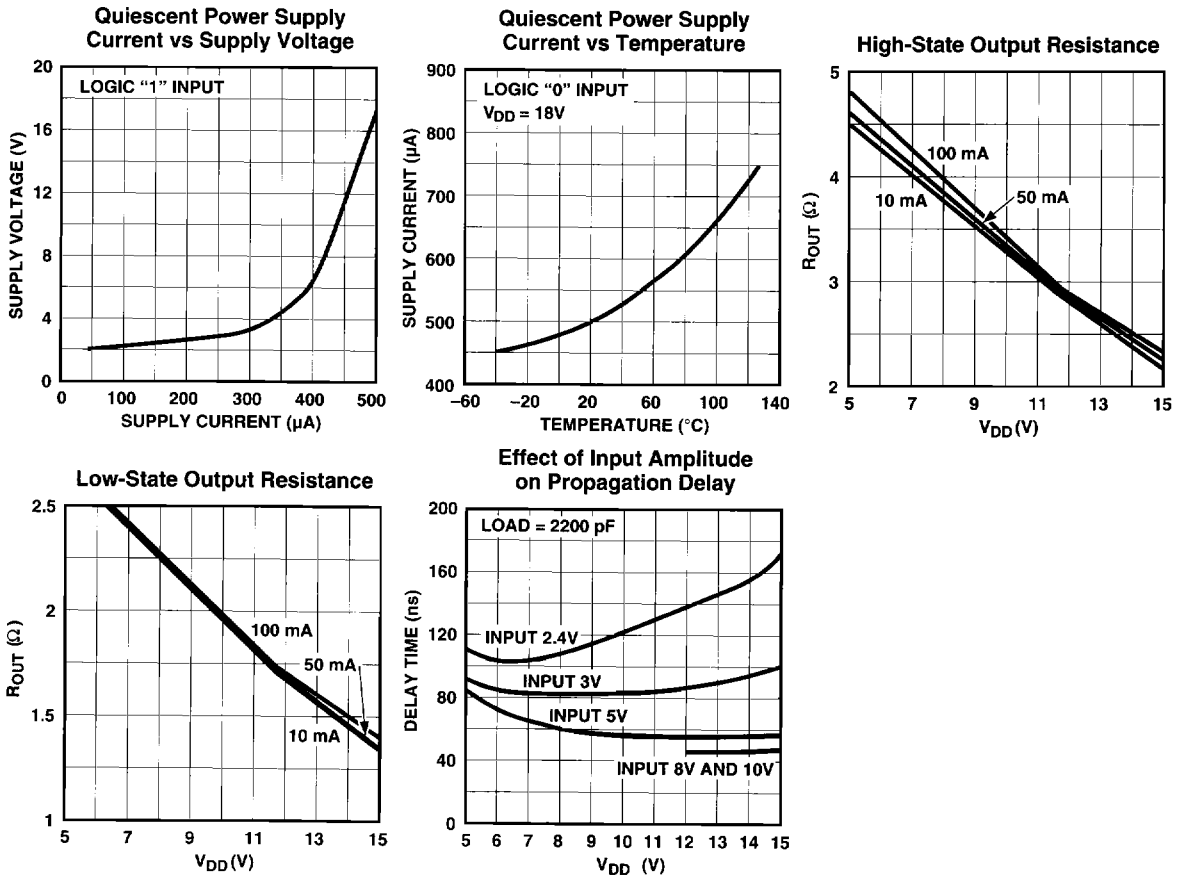 Quiescent Power Supply
Current vs Supply Voltage
20
16
12
8
4
0
SUPPLY VOLTAGE (V)
LOGIC “1” INPUT
0 100 200 300 400 500
SUPPLY CURRENT (µA)
Quiescent Power Supply
Current vs Temperature
900
800
700
600
500
400
SUPPLY CURRENT (µA)
LOGIC “0” INPUT
VDD = 18V
–60 –20 20 60 100 140
TEMPERATURE (°C)
High-State Output Resistance
5
4
3
2
ROUT (Ω)
100 mA
50 mA
10 mA
5 7 9 11 13 15
VDD (V)
Low-State Output Resistance
2.5
2
1.5
1
ROUT (Ω)
100 mA
50 mA
10 mA
5 7 9 11 13 15
VDD (V)
Effect of Input Amplitude
on Propagation Delay
200
160
120
80
40
0
DELAY TIME (ns)
LOAD = 2200 pF
INPUT 2.4V
INPUT 3V
INPUT 5V
INPUT 8V AND 10V
5 6 7 8 9 10 11 12 13 14 15
VDD (V)